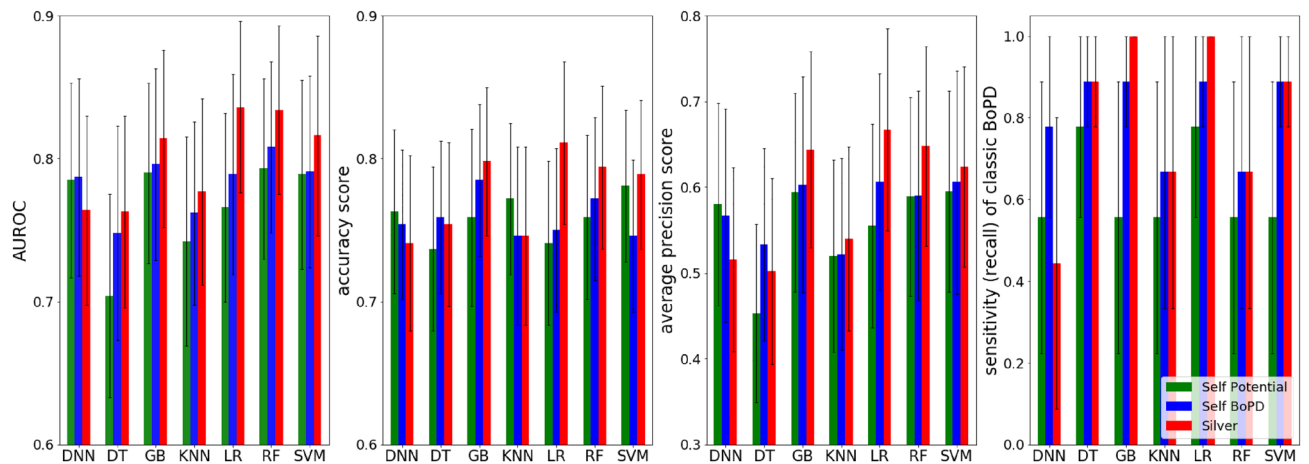 AUROC
0.9
0.8
0.7
0.6
DNN DT GB KNN LR RF SVM
accuracy score
0.9
0.8
0.7
0.6
DNN DT GB KNN LR RF SVM
average precision score
0.8
0.7
0.6
0.5
0.4
0.3
DNN DT GB KNN LR RF SVM
sensitivity (recall) of classic BoPD
1.0
0.8
0.6
0.4
0.2
0.0
DNN DT GB KNN LR RF SVM
Self Potential
Self BoPD
Silver